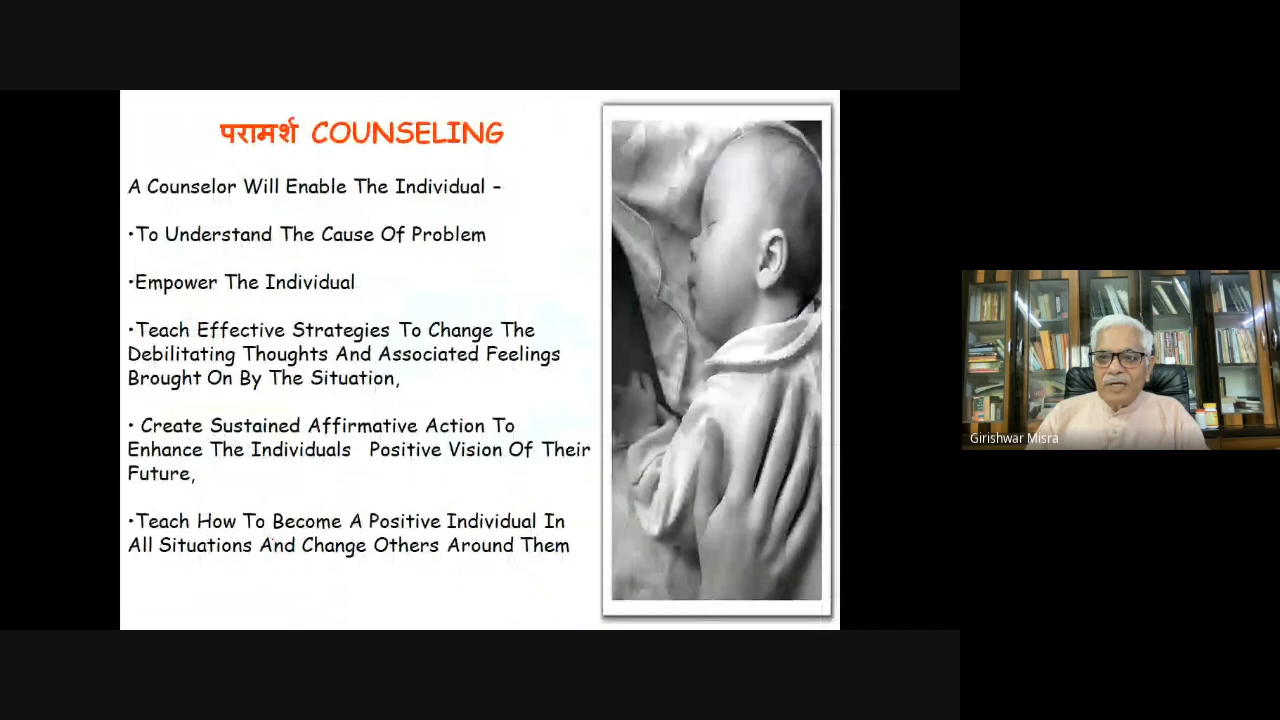 परामर्श COUNSELING
A Counselor Will Enable The Individual –
•To Understand The Cause Of Problem
•Empower The Individual
•Teach Effective Strategies To Change The
Debilitating Thoughts And Associated Feelings
Brought On By The Situation,
• Create Sustained Affirmative Action To
Enhance The Individuals Positive Vision Of Their
Future,
•Teach How To Become A Positive Individual In
All Situations And Change Others Around Them
Girishwar Misra